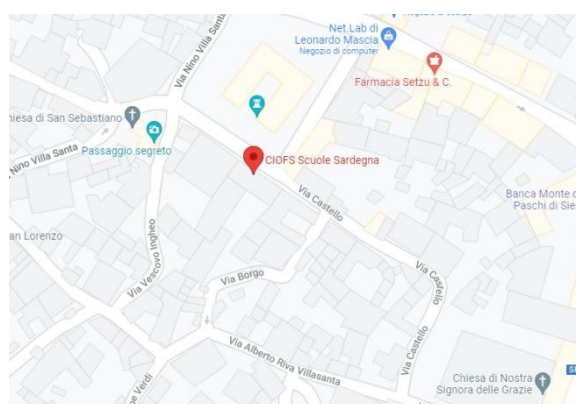 Net.Lab di
Leonardo Mascia
Negozio di computer
Farmacia Setzu & C.
Via Nino Villa Santa
hiesa di San Sebastiano
Passaggio segreto
Nino Villa Santa
CIOFS Scuole Sardegna
Via Castello
Banca Monte d
Paschi di Sie
an Lorenzo
Via Vescovo Ingheo
Via Borgo
Via Castello
Via Castello
Via Alberto Riva Villasanta
pe Verdi
Chiesa di Nostra
Signora delle Grazie